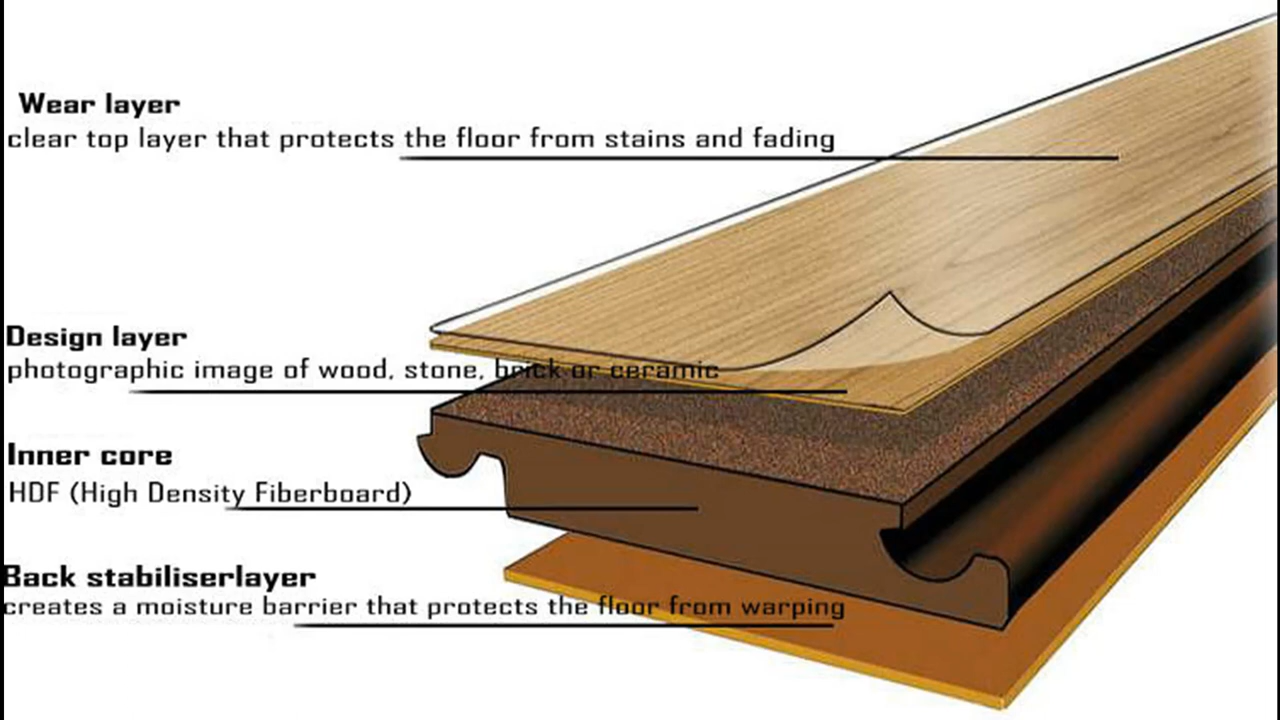 Wear layer
clear top layer that protects the floor from stains and fading
Design layer
photographic image of wood, stone, brick or ceramic
Inner core
HDF (High Density Fiberboard)
Back stabiliserlayer
creates a moisture barrier that protects the floor from warping